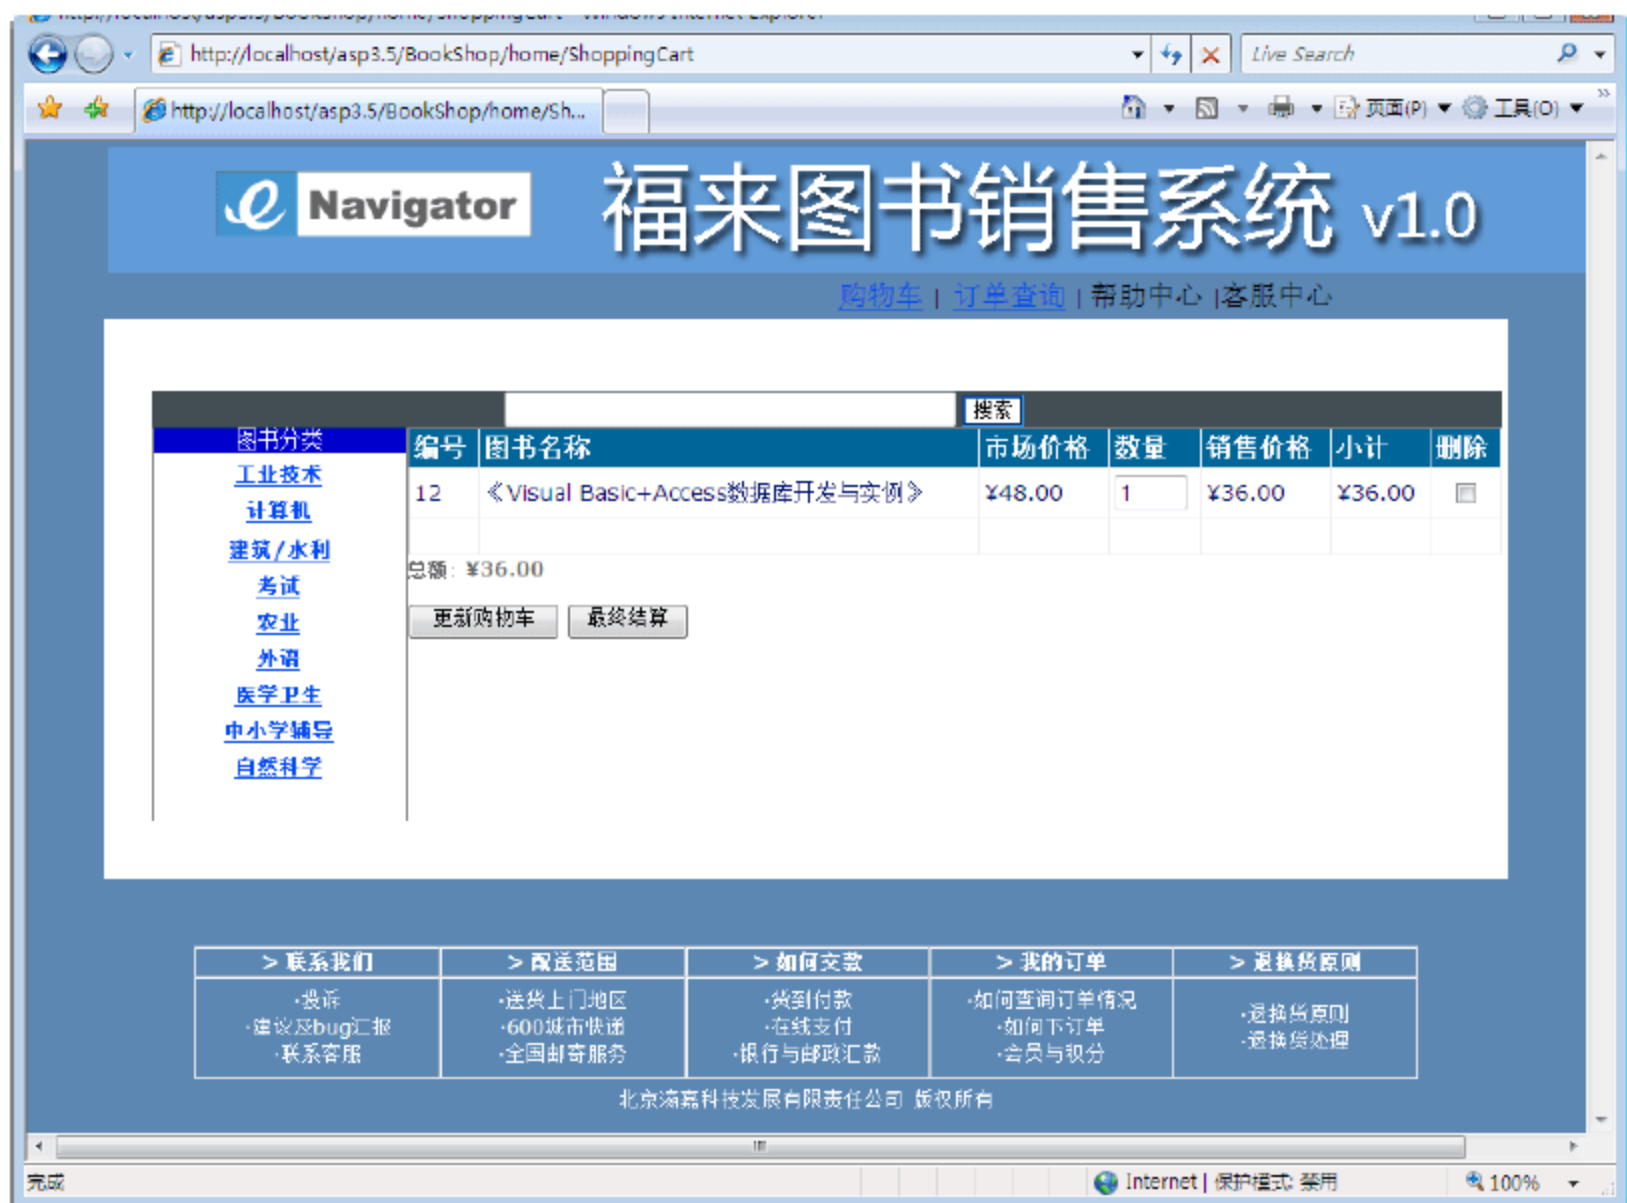 http://localhost/asp3.5/BookShop/home/ShoppingCart - Windows Internet Explorer
http://localhost/asp3.5/BookShop/home/ShoppingCart
Live Search
http://localhost/asp3.5/BookShop/home/Sh...
页面(P)
工具(O)
e Navigator
福来图书销售系统 v1.0
购物车 | 订单查询 | 帮助中心 | 客服中心
搜索
图书分类
工业技术
计算机
建筑/水利
考试
农业
外语
医学卫生
中小学辅导
自然科学
编号 图书名称 市场价格 数量 销售价格 小计 删除
12 《Visual Basic+Access数据库开发与实例》 ¥48.00 1 ¥36.00 ¥36.00
总额: ¥36.00
更新购物车 最终结算
> 联系我们
·投诉
·建议及bug汇报
·联系客服
> 配送范围
·送货上门地区
·600城市快递
·全国邮寄服务
> 如何交款
·货到付款
·在线支付
·银行与邮政汇款
> 我的订单
·如何查询订单情况
·如何下订单
·会员与积分
> 退换货原则
·退换货原则
·退换货处理
科技发展有限责任公司 版权所有
完成
Internet | 保护模式: 禁用
100%